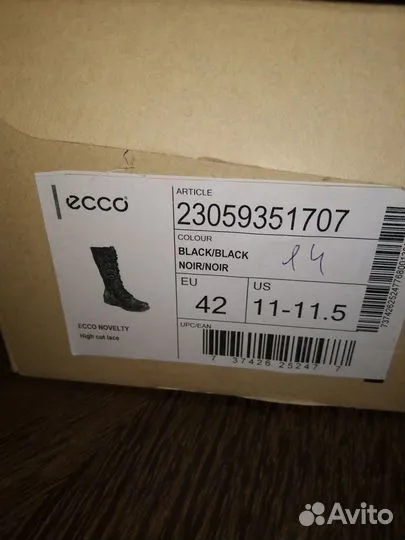 ecco
ARTICLE
23059351707
COLOUR
BLACK/BLACK
NOIR/NOIR
14
EU
42
US
11-11.5
ECCO NOVELTY
High cut lace
UPC/EAN
7 37426 25247 7
Avito